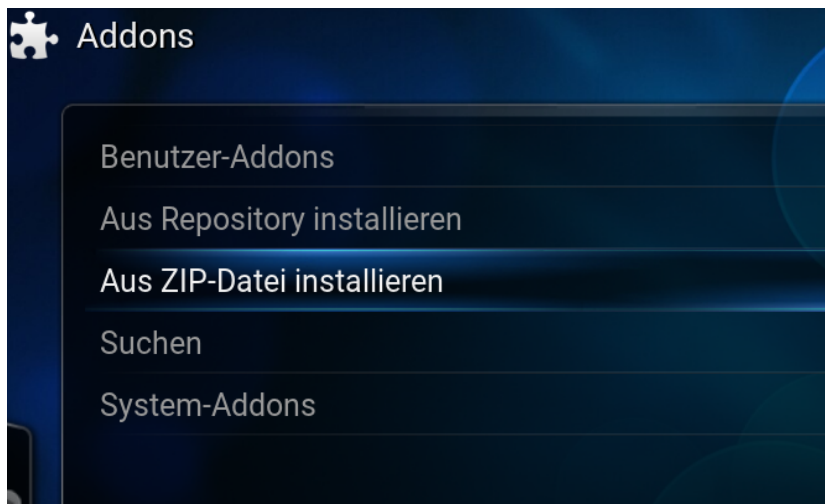 Addons
Benutzer-Addons
Aus Repository installieren
Aus ZIP-Datei installieren
Suchen
System-Addons